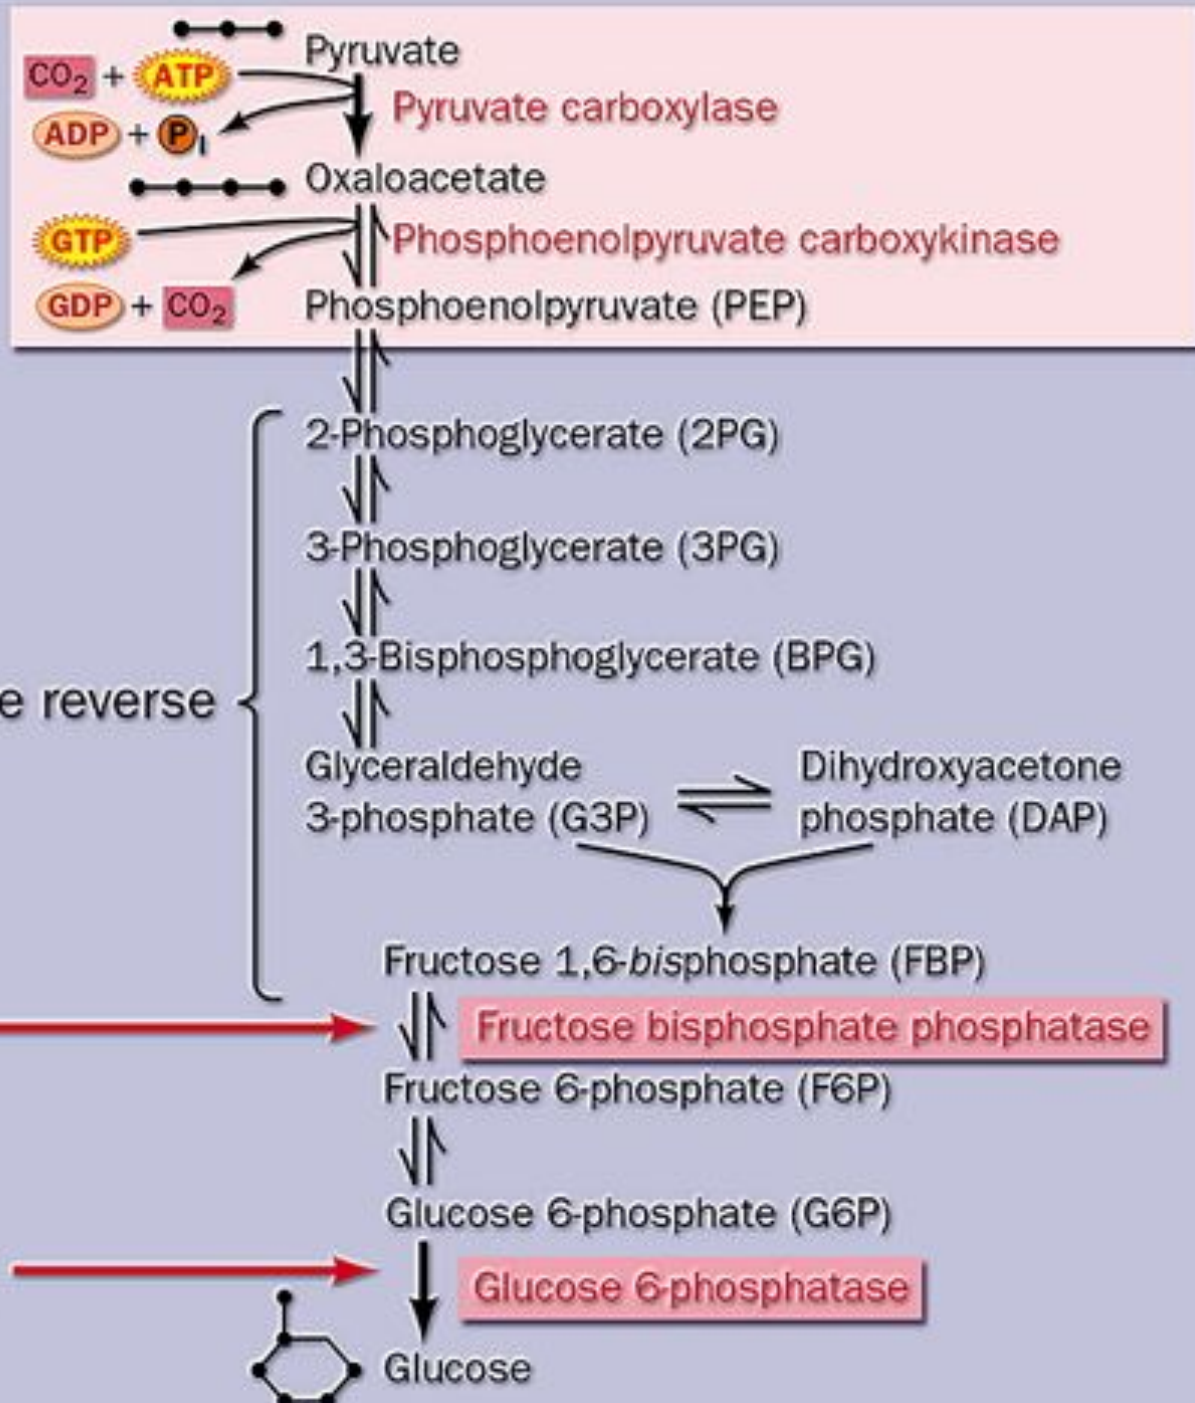 Pyruvate
CO₂ + ATP
Pyruvate carboxylase
ADP + Pᵢ
Oxaloacetate
GTP
Phosphoenolpyruvate carboxykinase
GDP + CO₂
Phosphoenolpyruvate (PEP)
2-Phosphoglycerate (2PG)
3-Phosphoglycerate (3PG)
1,3-Bisphosphoglycerate (BPG)
e reverse
Glyceraldehyde
3-phosphate (G3P)
Dihydroxyacetone
phosphate (DAP)
Fructose 1,6-bisphosphate (FBP)
Fructose bisphosphate phosphatase
Fructose 6-phosphate (F6P)
Glucose 6-phosphate (G6P)
Glucose 6-phosphatase
Glucose